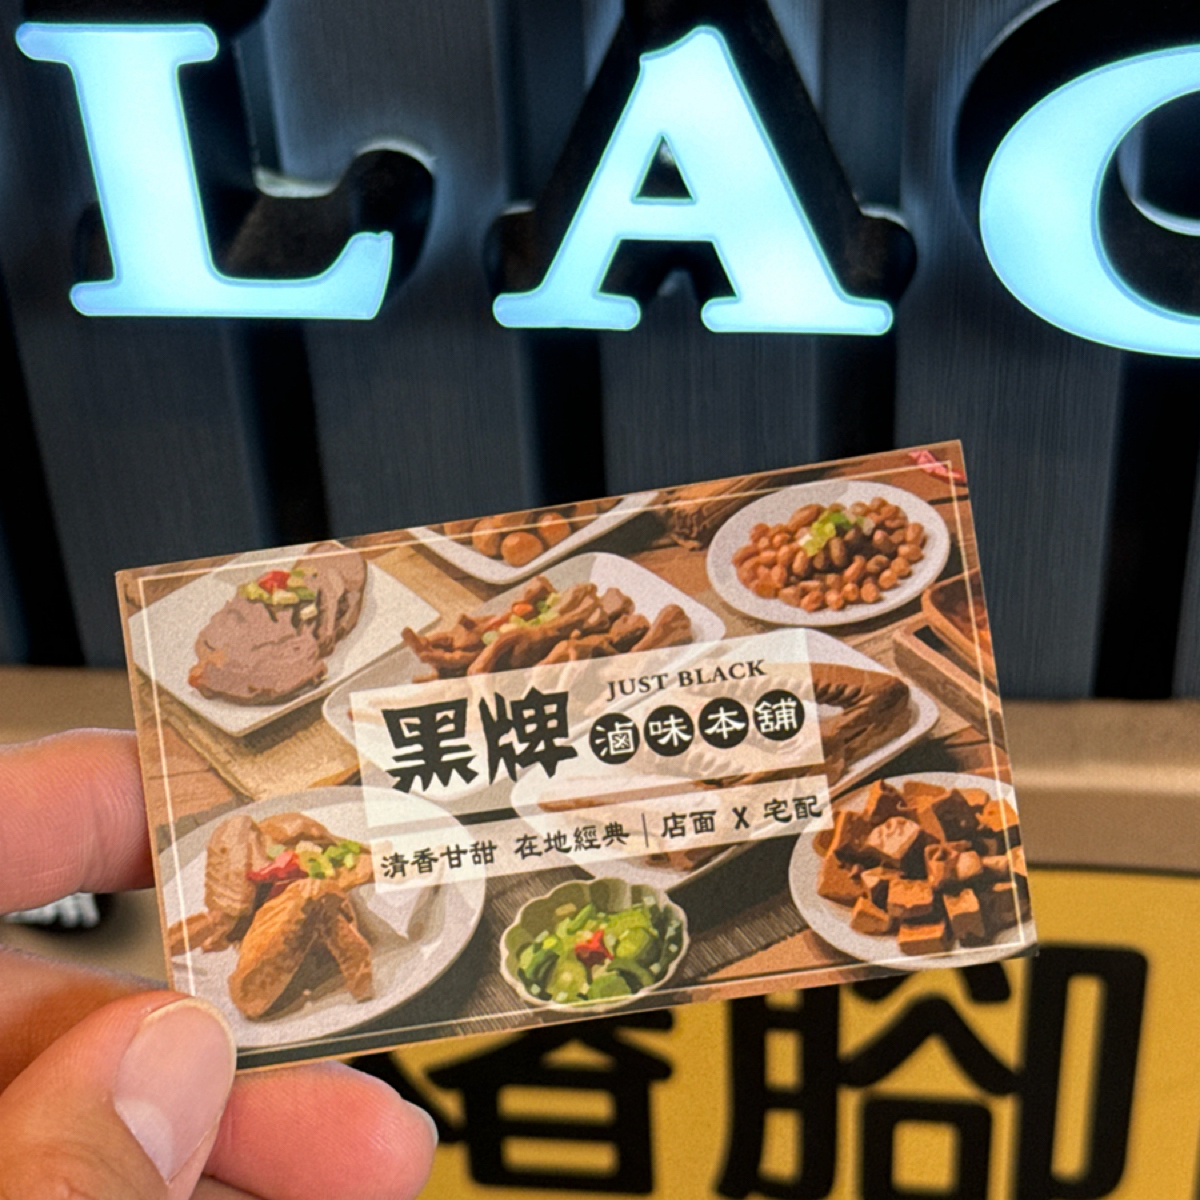 LAC
JUST BLACK
黑牌 滷味本舖
清香甘甜 在地經典｜店面 X 宅配
腳